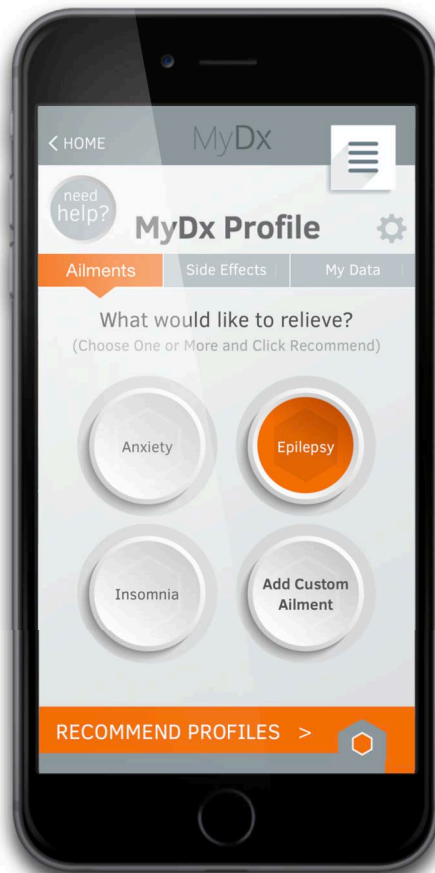 < HOME
MyDx
need
help?
MyDx Profile
Ailments
Side Effects
My Data
What would like to relieve?
(Choose One or More and Click Recommend)
Anxiety
Epilepsy
Insomnia
Add Custom
Ailment
RECOMMEND PROFILES >